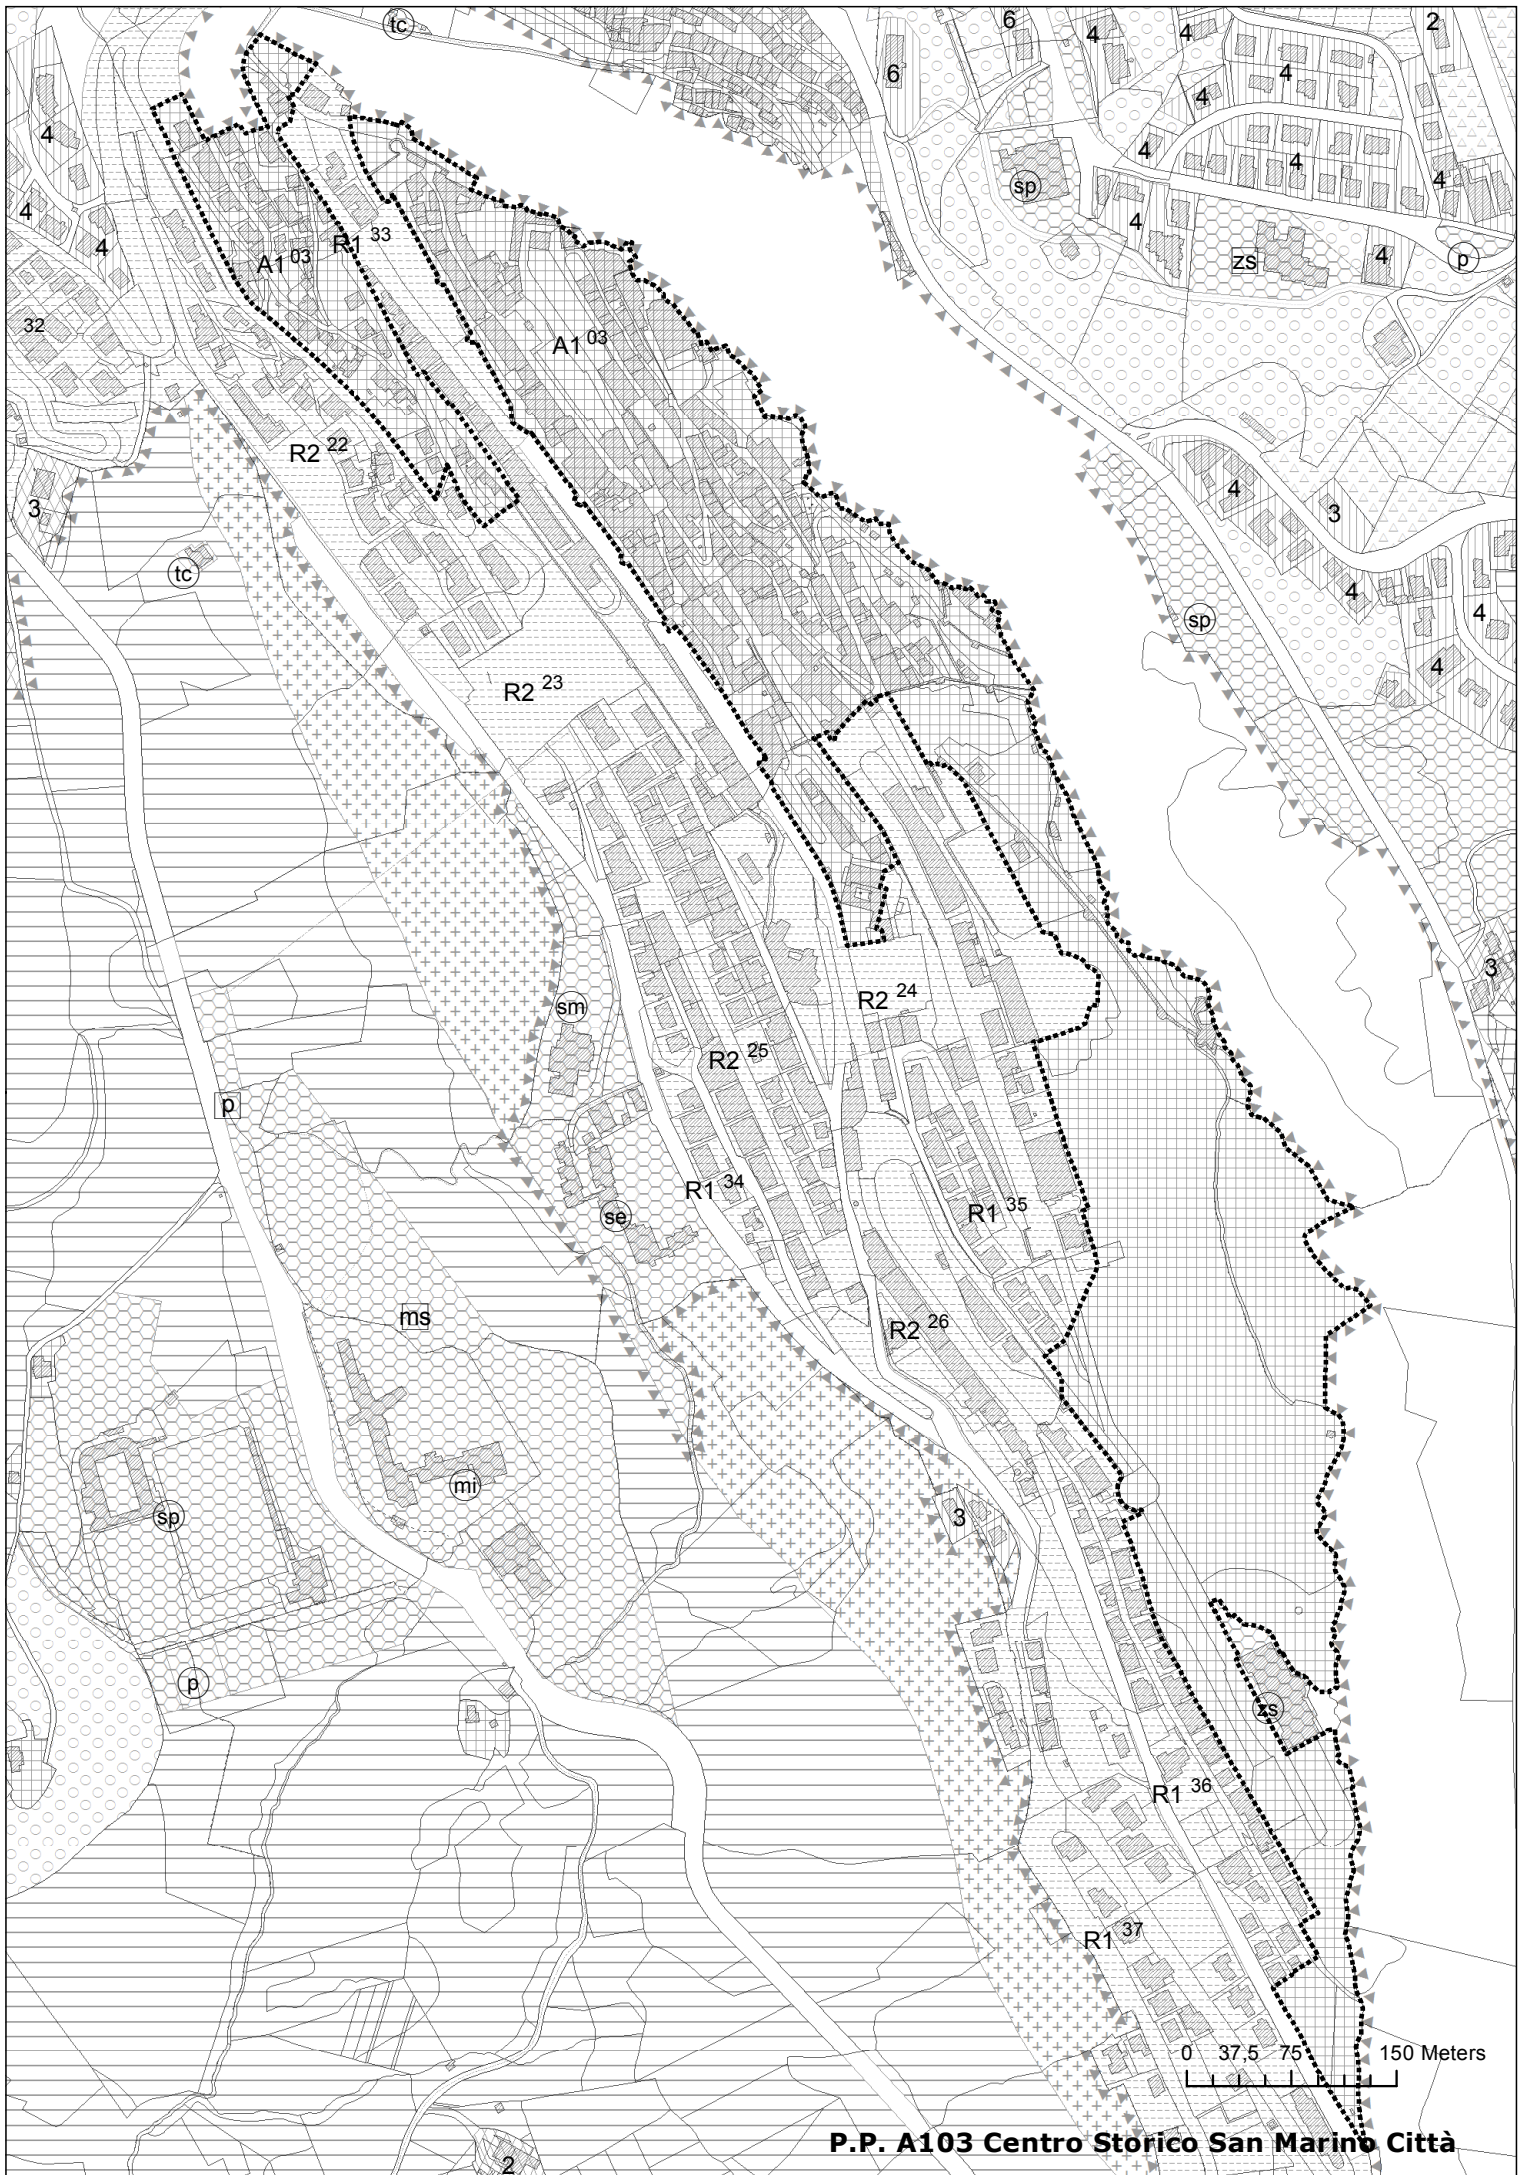 tc
6
6
4
4
2
4
4
4
4
4
4
sp
4
4
4
4
zs
4
p
A1 03
R1 33
A1 03
32
R2 22
3
4
3
tc
4
4
sp
4
R2 23
3
R2 24
sm
R2 25
p
R1 34
R1 35
se
ms
R2 26
mi
sp
3
p
zs
R1 36
R1 37
0 37,5 75 150 Meters
P.P. A103 Centro Storico San Marino Città
2